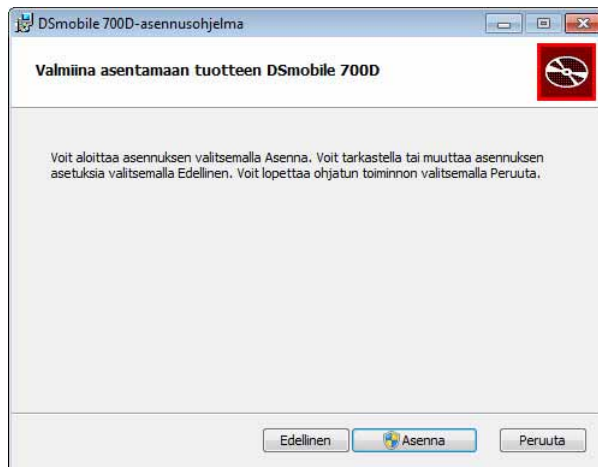 DSmobile 700D-asennusohjelma
Valmiina asentamaan tuotteen DSmobile 700D
Voit aloittaa asennuksen valitsemalla Asenna. Voit tarkastella tai muuttaa asennuksen
asetuksia valitsemalla Edellinen. Voit lopettaa ohjatun toiminnon valitsemalla Peruuta.
Edellinen Asenna Peruuta